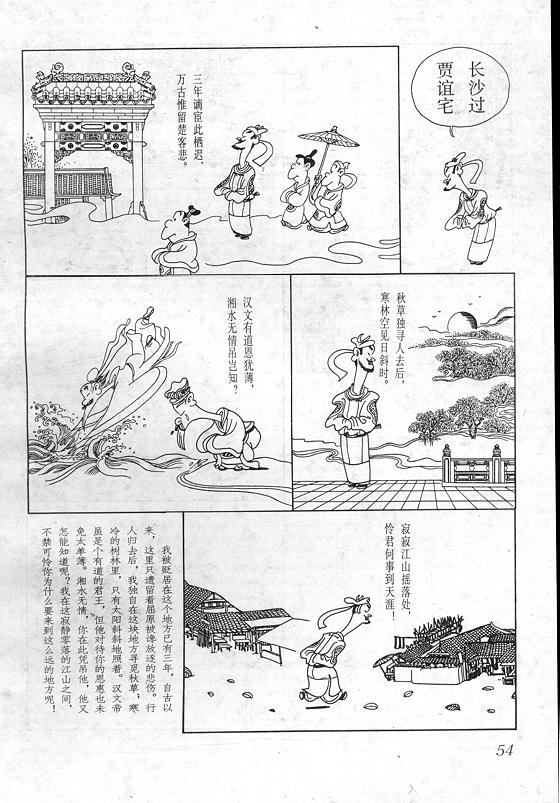 长沙过
贾谊宅
三年谪宦此栖迟，
万古惟留楚客悲。
秋草独寻人去后，
寒林空见日斜时。
汉文有道恩犹薄，
湘水无情吊岂知？
寂寂江山摇落处，
怜君何事到天涯！
我被贬居在这个地方已有三年，自古以
来，这里只遗留着屈原被谗放逐的悲伤。行
人归去后，我独自在这块地方寻觅秋草；寒
冷的树林里，只有太阳斜斜地照着。汉文帝
虽是个有道的君王，但他对待你的恩惠也未
免太单薄。湘水无情，你在此凭吊他，他又
怎能知道呢？我在这寂静零落的江山之间，
不禁可怜你为什么要来到这么远的地方呢！
54